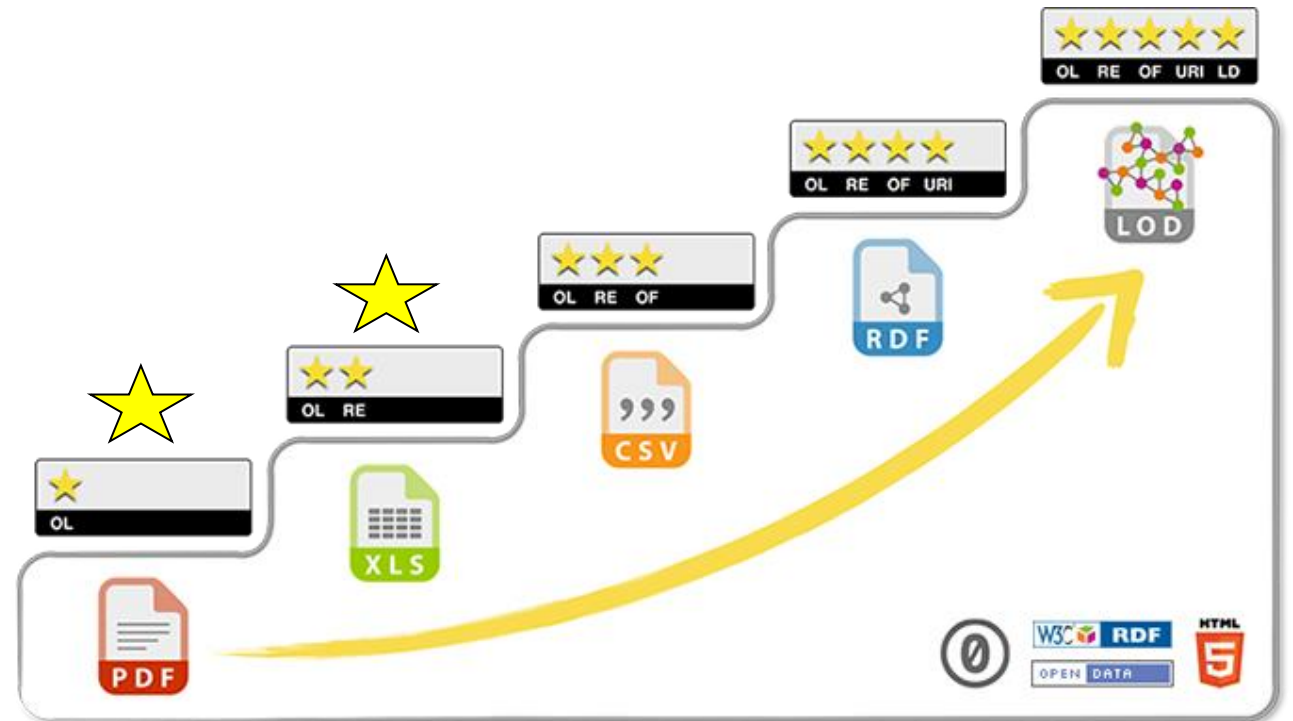 OL RE OF URI LD
LOD
OL RE OF URI
RDF
OL RE OF
,,,
CSV
OL RE
XLS
OL
PDF
0
W3C RDF
OPEN DATA
HTML
5